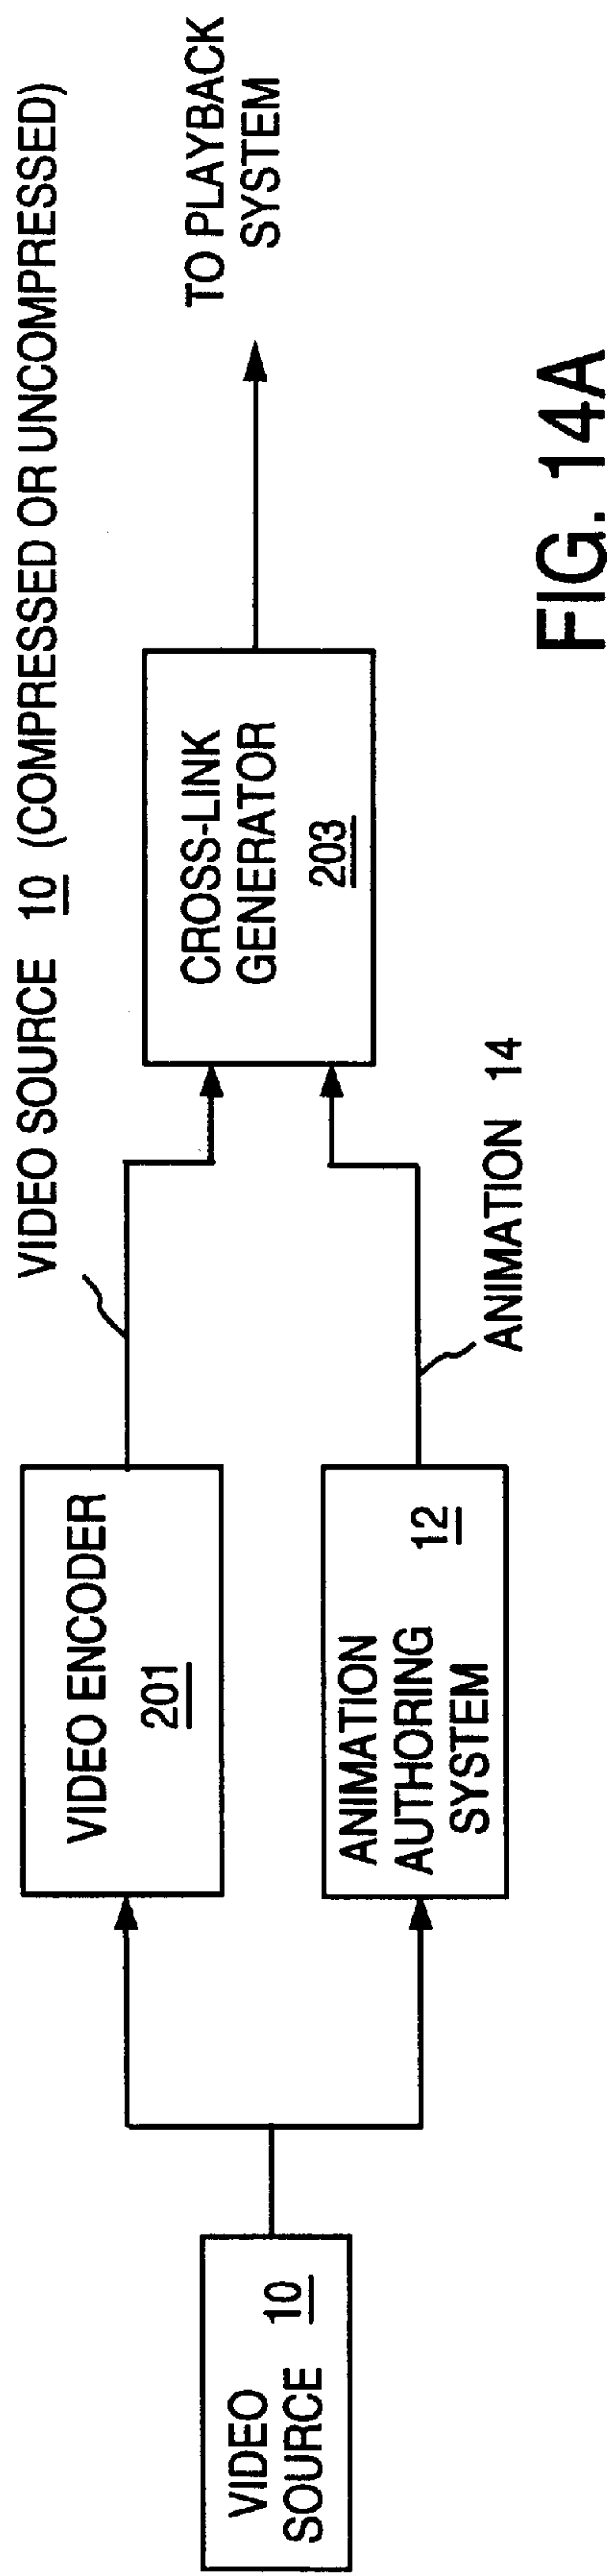 VIDEO SOURCE 10 (COMPRESSED OR UNCOMPRESSED)
VIDEO ENCODER
201
VIDEO
SOURCE 10
ANIMATION
AUTHORING
SYSTEM 12
ANIMATION 14
CROSS-LINK
GENERATOR
203
TO PLAYBACK
SYSTEM
FIG. 14A